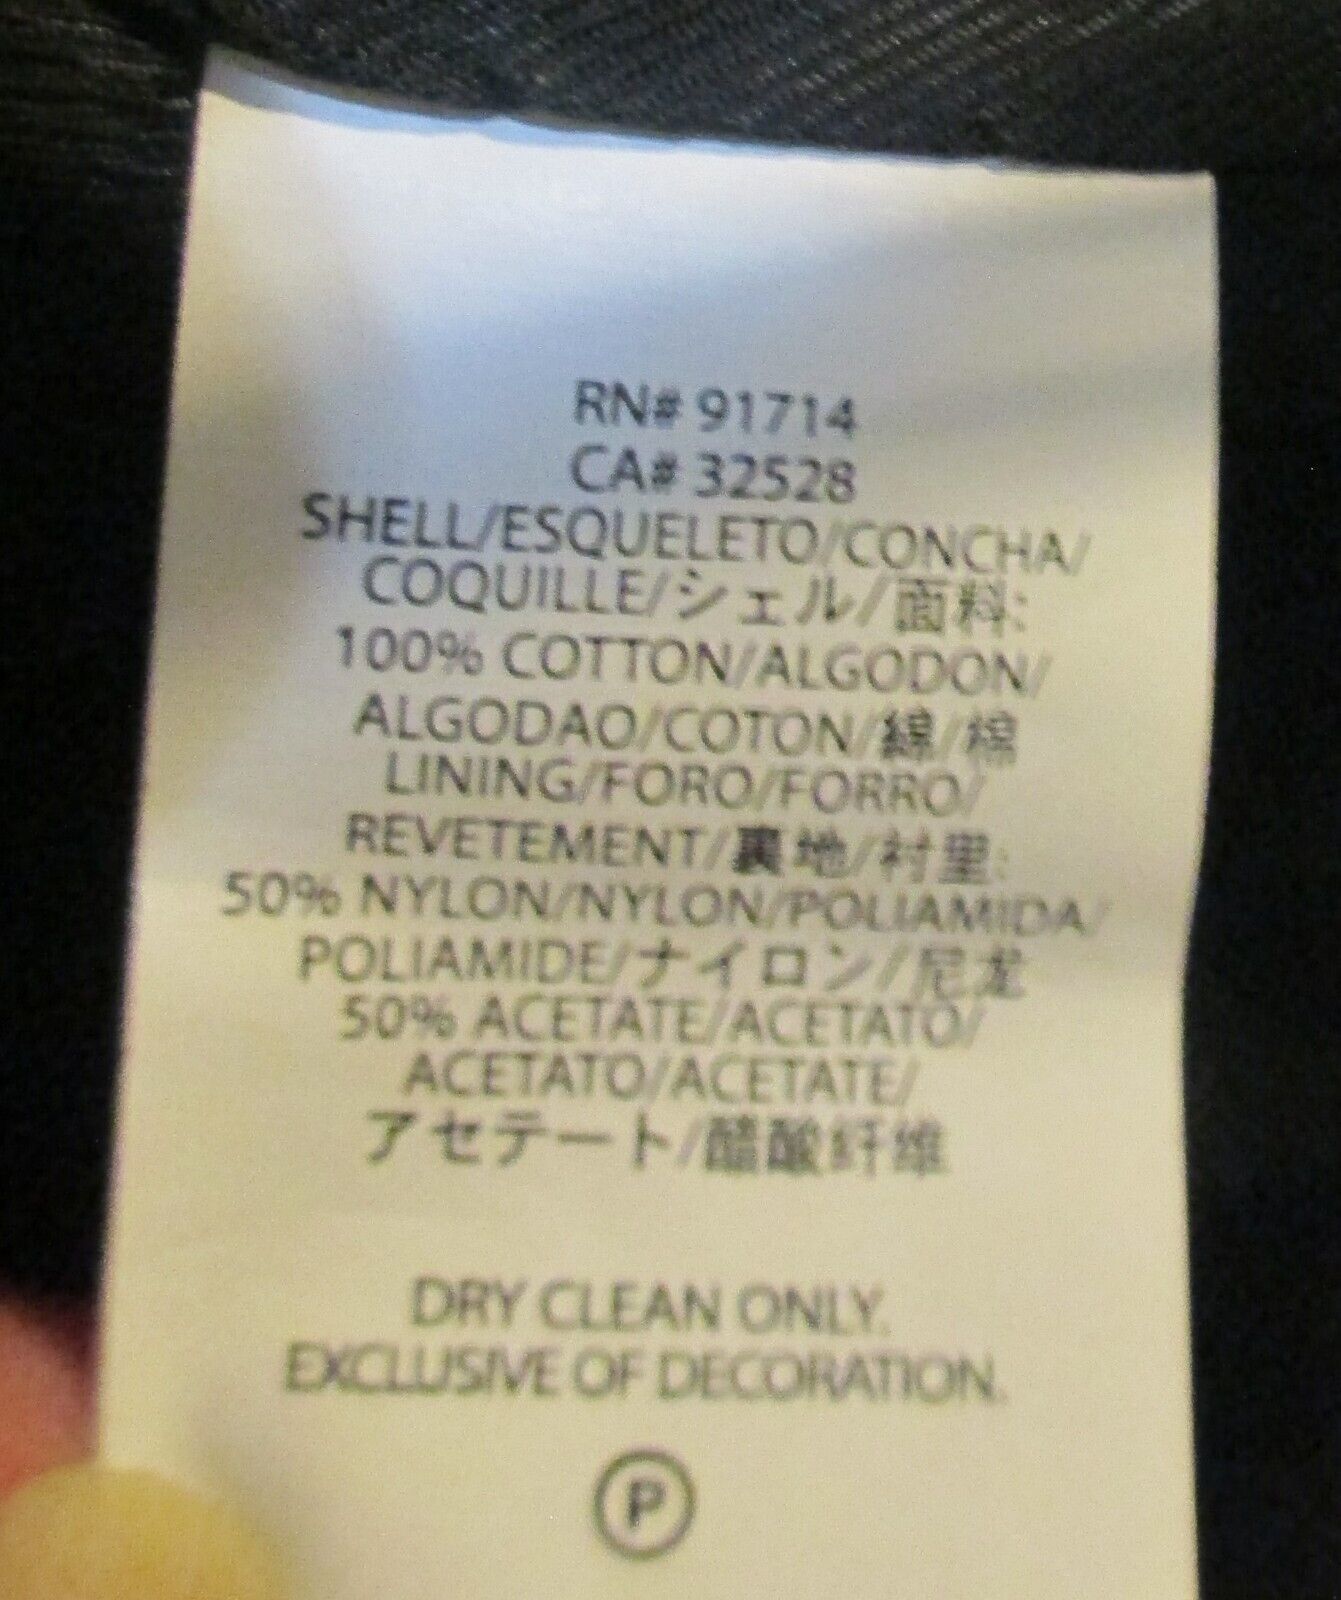 RN# 91714
CA# 32528
SHELL/ESQUELETO/CONCHA/
COQUILLE/シェル/面料:
100% COTTON/ALGODON/
ALGODAO/COTON/綿/棉
LINING/FORO/FORRO/
REVETEMENT/裏地/村里:
50% NYLON/NYLON/POLIAMIDA/
POLIAMIDE/ナイロン/尼龙
50% ACETATE/ACETATO/
ACETATO/ACETATE/
アセテート/醋酸纤维
DRY CLEAN ONLY.
EXCLUSIVE OF DECORATION.
P